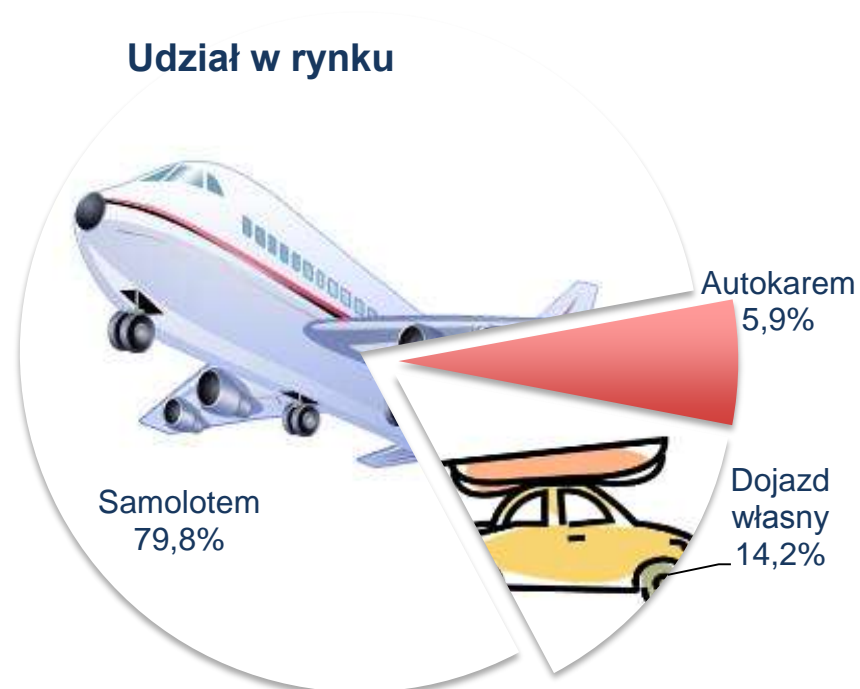 Udział w rynku
Autokarem
5,9%
Dojazd
własny
14,2%
Samolotem
79,8%